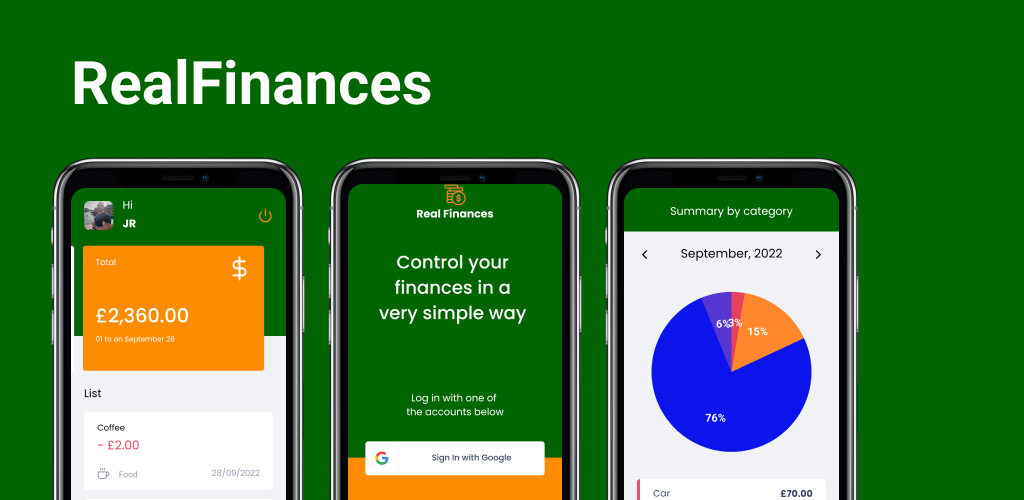 RealFinances
Hi
JR
Total
$
£2,360.00
01 to on September 28
List
Coffee
- £2.00
Food
28/09/2022
Real Finances
Control your
finances in a
very simple way
Log in with one of
the accounts below
Sign In with Google
Summary by category
September, 2022
6%
3%
15%
76%
Car
£70.00